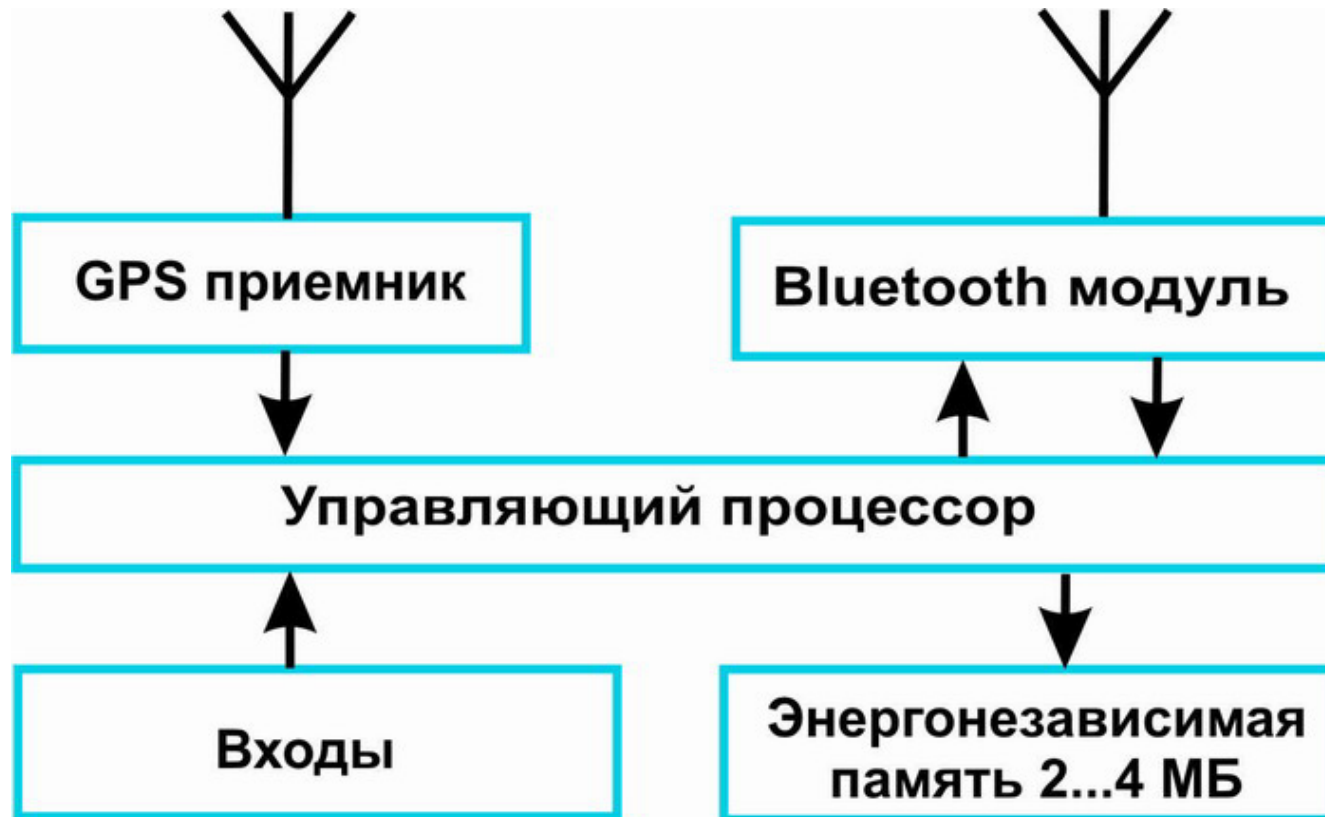 GPS приемник
Bluetooth модуль
Управляющий процессор
Входы
Энергонезависимая
память 2...4 МБ